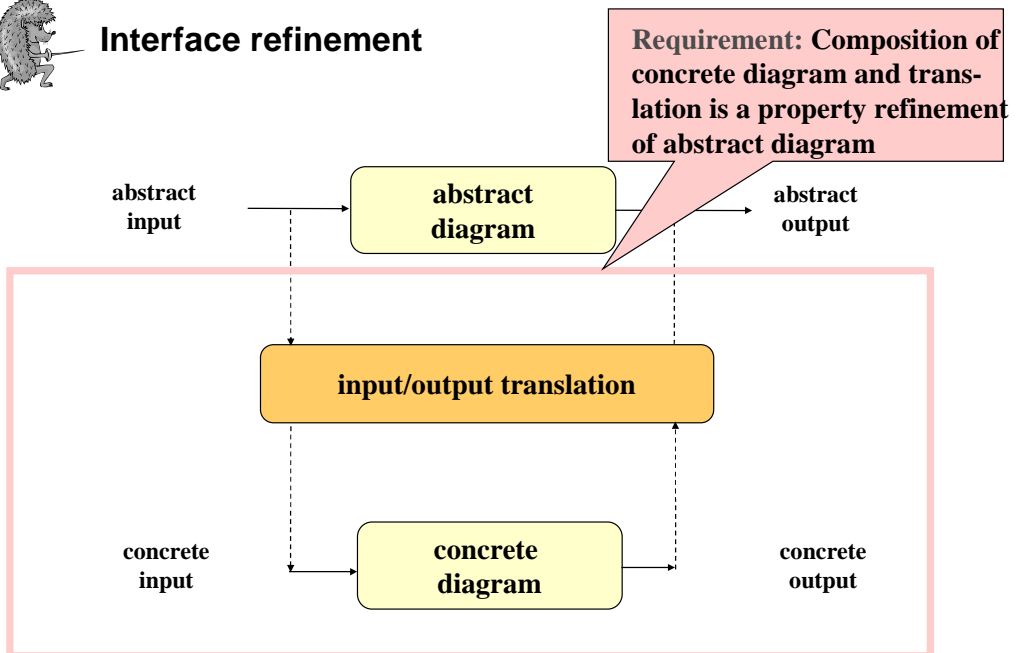 Interface refinement
Requirement: Composition of
concrete diagram and trans-
lation is a property refinement
of abstract diagram
abstract
input
abstract
diagram
abstract
output
input/output translation
concrete
input
concrete
diagram
concrete
output